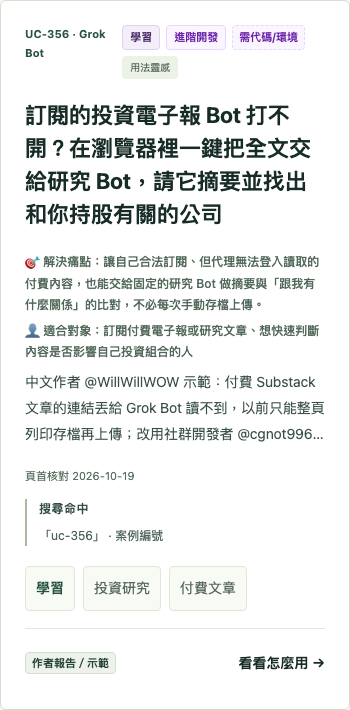 UC-356 · Grok Bot
學習
進階開發
需代碼/環境
用法靈感
訂閱的投資電子報 Bot 打不
開？在瀏覽器裡一鍵把全文交
給研究 Bot，請它摘要並找出
和你持股有關的公司
🎯 解決痛點：讓自己合法訂閱、但代理無法登入讀取的
付費內容，也能交給固定的研究 Bot 做摘要與「跟我有
什麼關係」的比對，不必每次手動存檔上傳。
👤 適合對象：訂閱付費電子報或研究文章、想快速判斷
內容是否影響自己投資組合的人
中文作者 @WillWillWOW 示範：付費 Substack
文章的連結丟給 Grok Bot 讀不到，以前只能整頁
列印存檔再上傳；改用社群開發者 @cgnot996...
頁首核對 2026-10-19
搜尋命中
「uc-356」 · 案例編號
學習
投資研究
付費文章
作者報告 / 示範
看看怎麼用 →